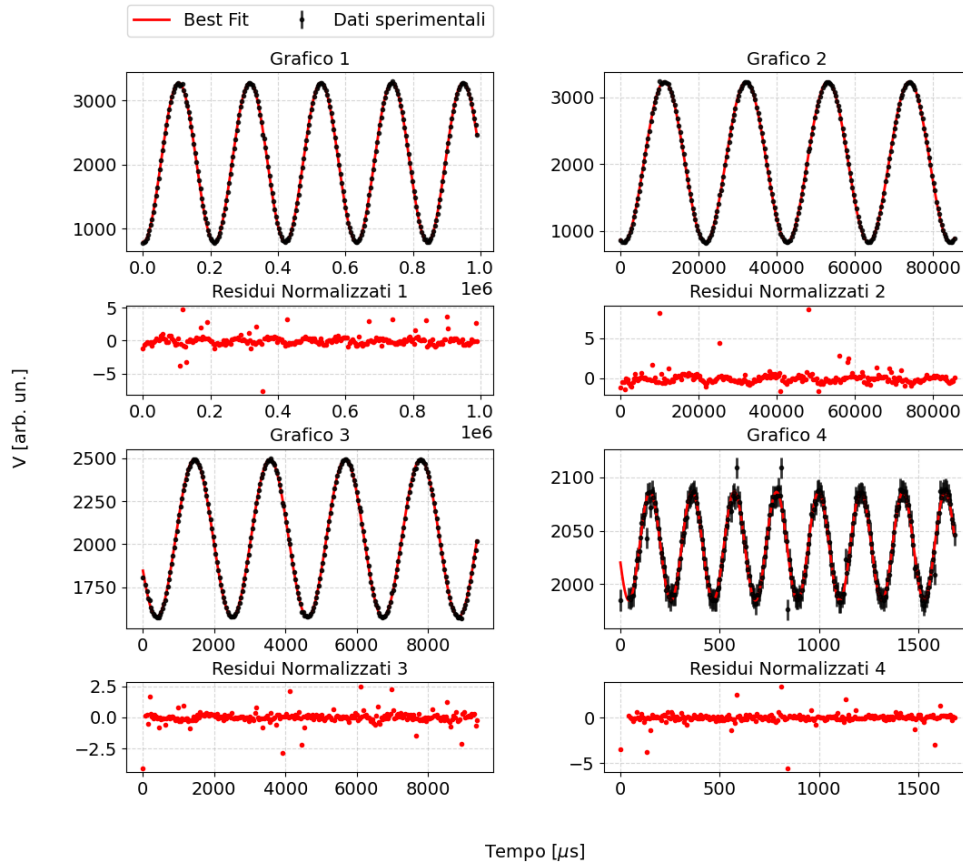 Best Fit Dati sperimentali
Grafico 1
3000
2000
1000
0.0 0.2 0.4 0.6 0.8 1.0
1e6
Grafico 2
3000
2000
1000
0 20000 40000 60000 80000
Residui Normalizzati 1
5
0
−5
0.0 0.2 0.4 0.6 0.8 1.0
1e6
Residui Normalizzati 2
5
0
0 20000 40000 60000 80000
V [arb. un.]
Grafico 3
2500
2250
2000
1750
0 2000 4000 6000 8000
Grafico 4
2100
2050
2000
0 500 1000 1500
Residui Normalizzati 3
2.5
0.0
−2.5
0 2000 4000 6000 8000
Residui Normalizzati 4
0
−5
0 500 1000 1500
Tempo [μs]